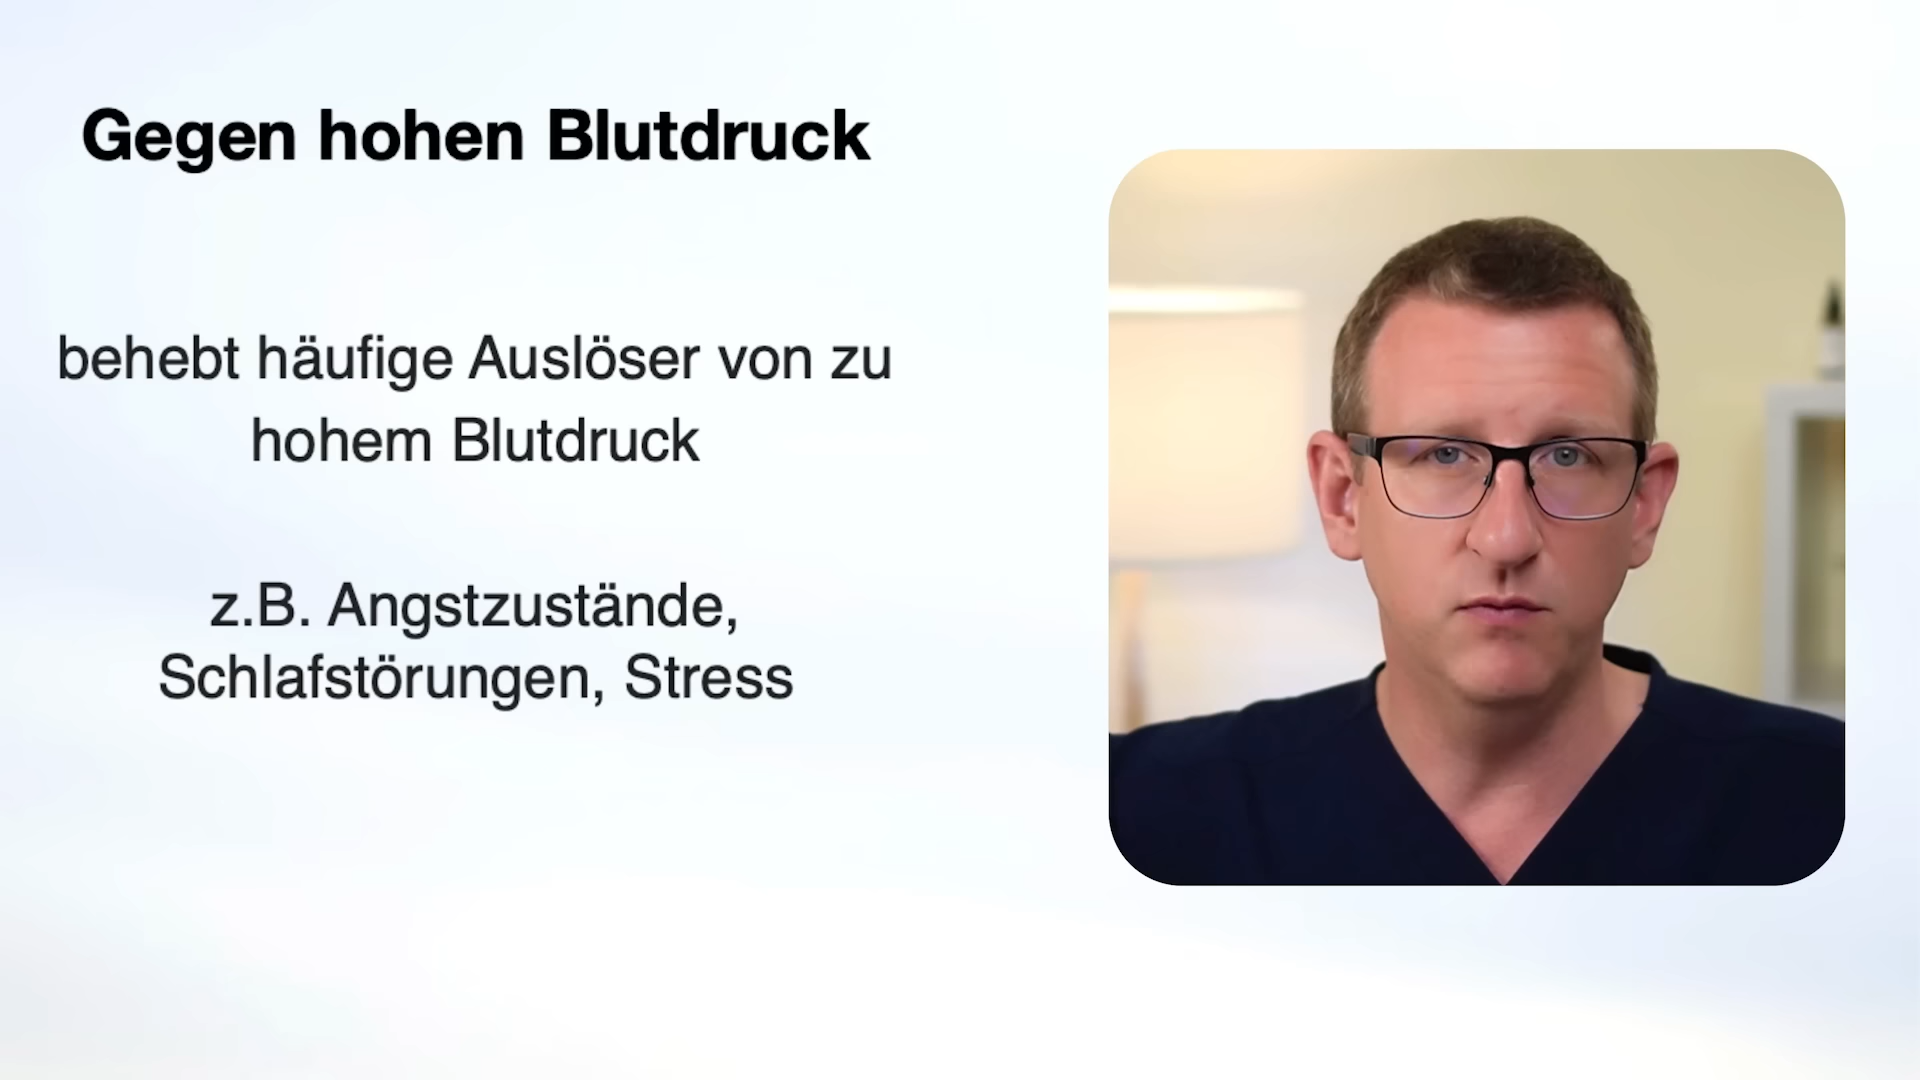 Gegen hohen Blutdruck
behebt häufige Auslöser von zu
hohem Blutdruck
z.B. Angstzustände,
Schlafstörungen, Stress